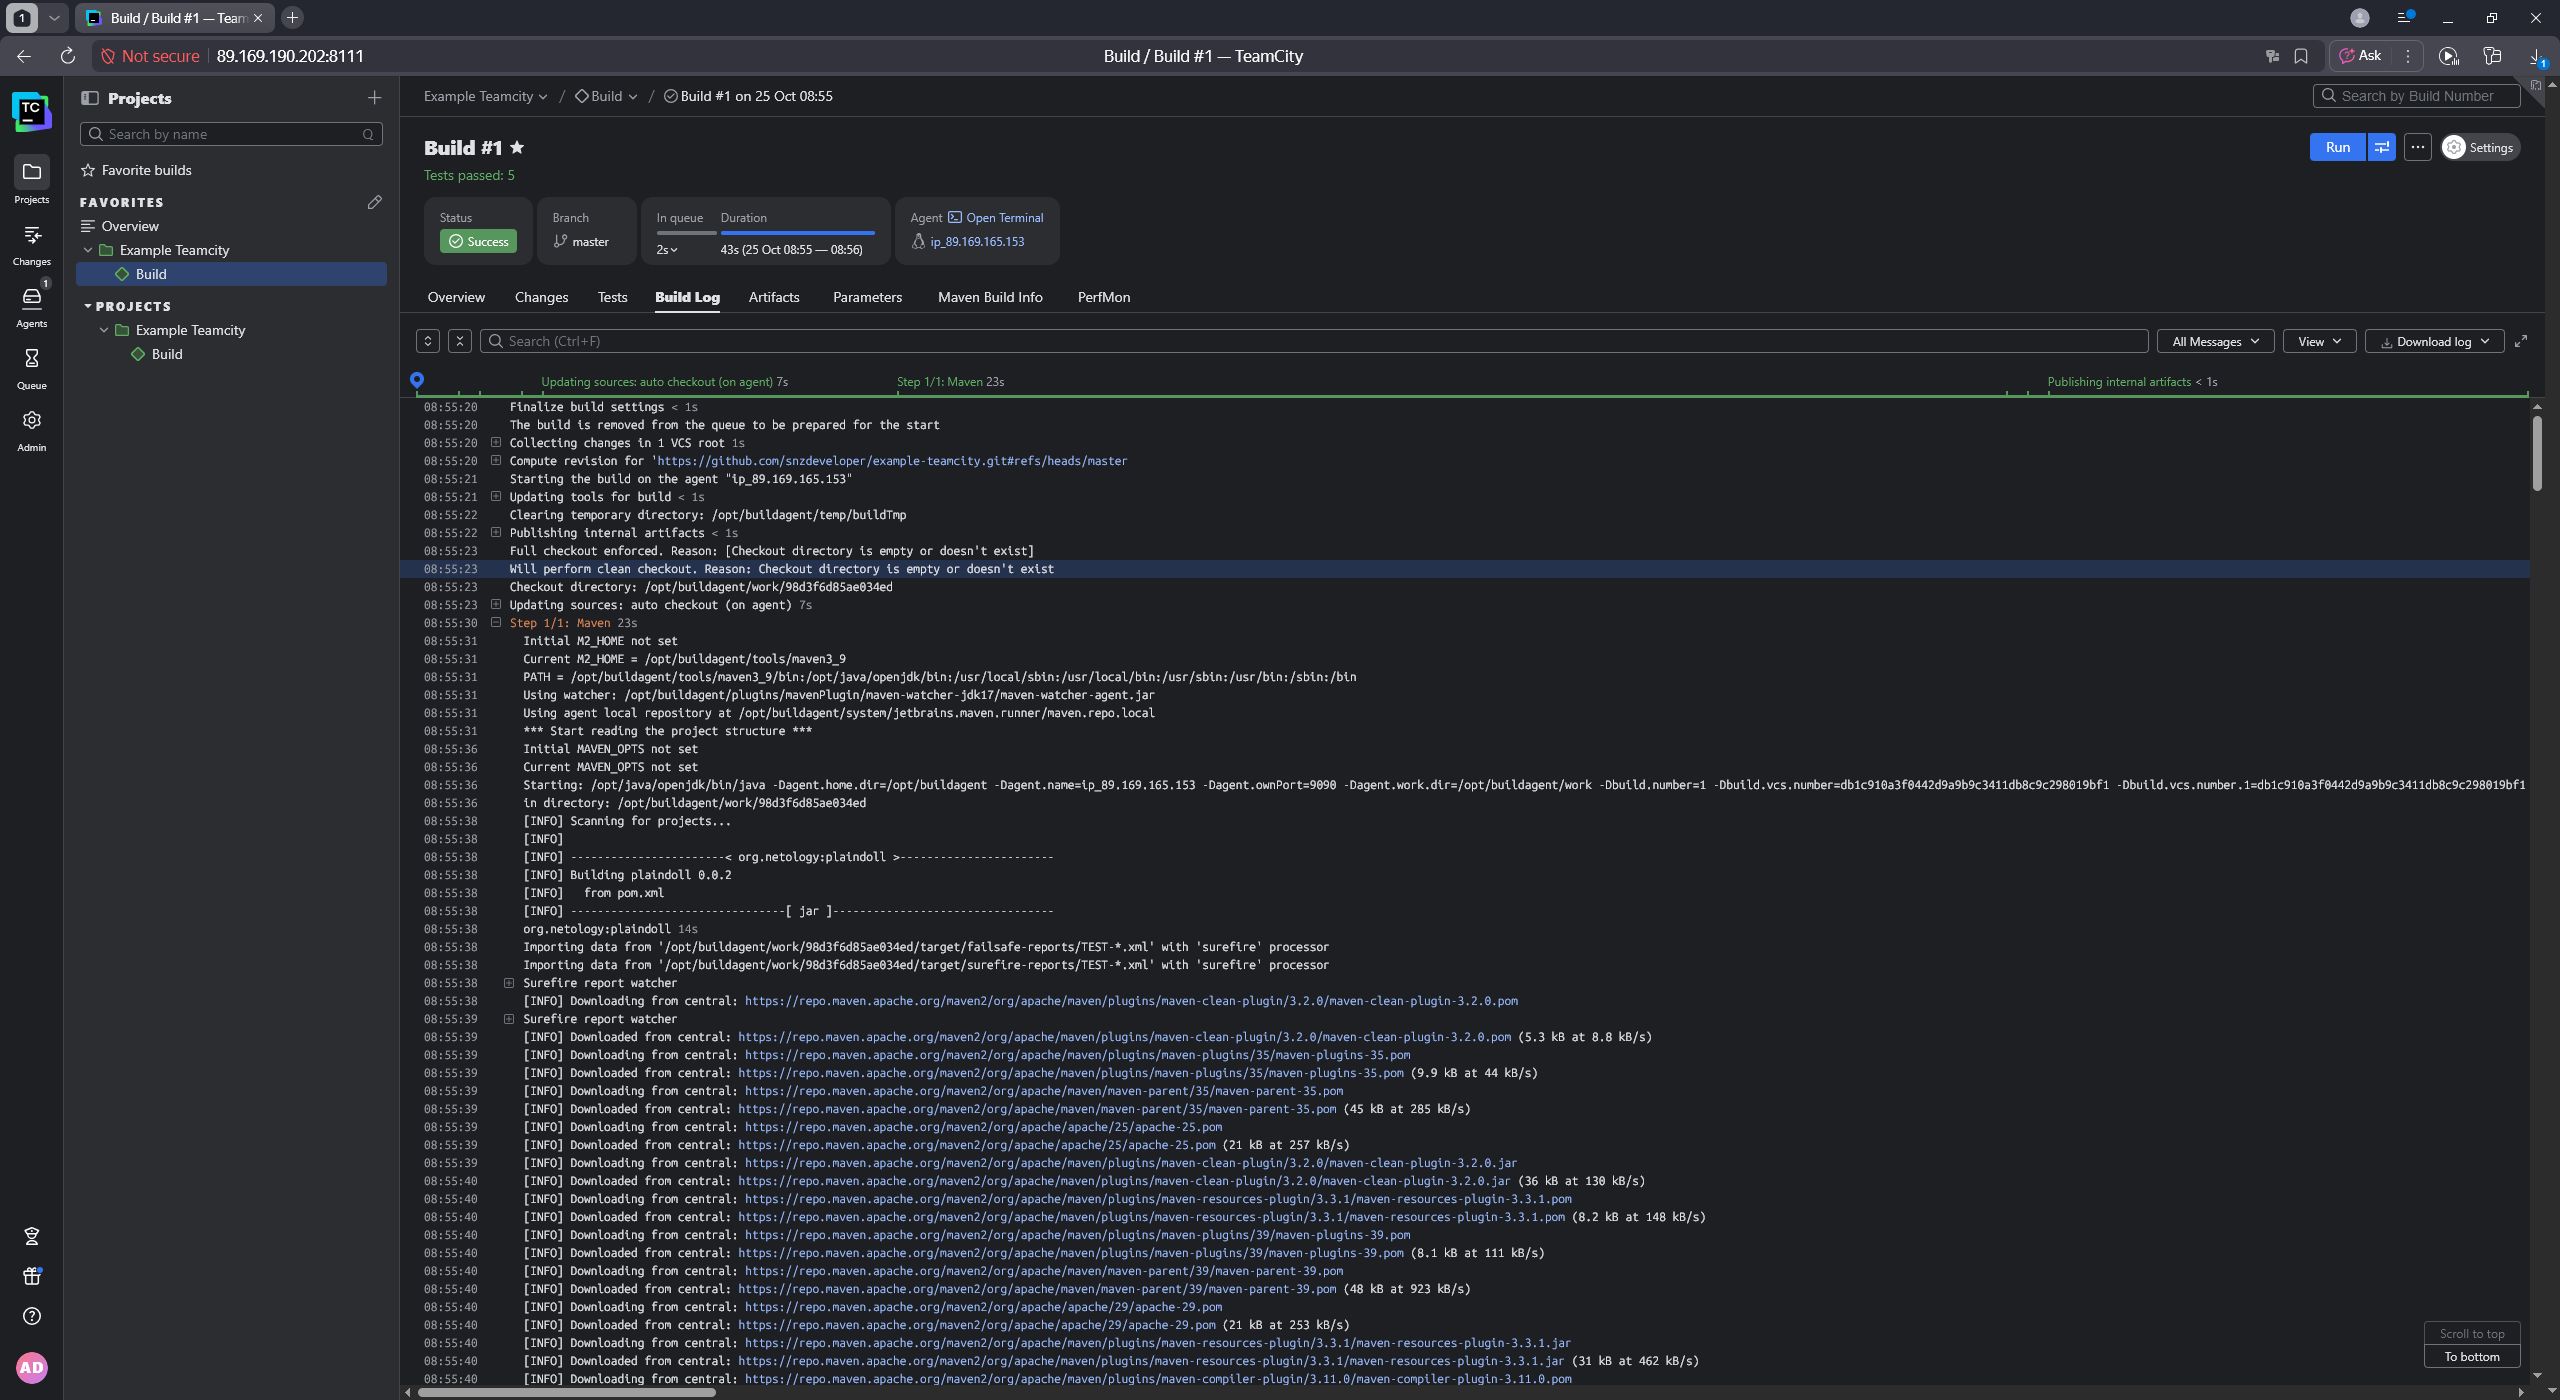 1
Build / Build #1 — Team
Not secure
89.169.190.202:8111
Build / Build #1 — TeamCity
Ask
1
TC
Projects
Search by name
Q
Favorite builds
FAVORITES
Overview
Example Teamcity
Build
PROJECTS
Example Teamcity
Build
Projects
Changes
1
Agents
Queue
Admin
AD
Example Teamcity / Build / Build #1 on 25 Oct 08:55
Search by Build Number
Build #1
Run
Settings
Tests passed: 5
Status
Success
Branch
master
In queue
2s
Duration
43s (25 Oct 08:55 — 08:56)
Agent Open Terminal
ip_89.169.165.153
Overview Changes Tests Build Log Artifacts Parameters Maven Build Info PerfMon
Search (Ctrl+F)
All Messages
View
Download log
Updating sources: auto checkout (on agent) 7s
Step 1/1: Maven 23s
Publishing internal artifacts < 1s
08:55:20 Finalize build settings < 1s
08:55:20 The build is removed from the queue to be prepared for the start
08:55:20 Collecting changes in 1 VCS root 1s
08:55:20 Compute revision for 'https://github.com/snzdeveloper/example-teamcity.git#refs/heads/master
08:55:21 Starting the build on the agent "ip_89.169.165.153"
08:55:21 Updating tools for build < 1s
08:55:22 Clearing temporary directory: /opt/buildagent/temp/buildTmp
08:55:22 Publishing internal artifacts < 1s
08:55:23 Full checkout enforced. Reason: [Checkout directory is empty or doesn't exist]
08:55:23 Will perform clean checkout. Reason: Checkout directory is empty or doesn't exist
08:55:23 Checkout directory: /opt/buildagent/work/98d3f6d85ae034ed
08:55:23 Updating sources: auto checkout (on agent) 7s
08:55:30 Step 1/1: Maven 23s
08:55:31 Initial M2_HOME not set
08:55:31 Current M2_HOME = /opt/buildagent/tools/maven3_9
08:55:31 PATH = /opt/buildagent/tools/maven3_9/bin:/opt/java/openjdk/bin:/usr/local/sbin:/usr/local/bin:/usr/sbin:/usr/bin:/sbin:/bin
08:55:31 Using watcher: /opt/buildagent/plugins/mavenPlugin/maven-watcher-jdk17/maven-watcher-agent.jar
08:55:31 Using agent local repository at /opt/buildagent/system/jetbrains.maven.runner/maven.repo.local
08:55:31 *** Start reading the project structure ***
08:55:36 Initial MAVEN_OPTS not set
08:55:36 Current MAVEN_OPTS not set
08:55:36 Starting: /opt/java/openjdk/bin/java -Dagent.home.dir=/opt/buildagent -Dagent.name=ip_89.169.165.153 -Dagent.ownPort=9090 -Dagent.work.dir=/opt/buildagent/work -Dbuild.number=1 -Dbuild.vcs.number=db1c910a3f0442d9a9b9c3411db8c9c298019bf1 -Dbuild.vcs.number.1=db1c910a3f0442d9a9b9c3411db8c9c298019bf1
08:55:36 in directory: /opt/buildagent/work/98d3f6d85ae034ed
08:55:38 [INFO] Scanning for projects...
08:55:38 [INFO]
08:55:38 [INFO] -----------------------< org.netology:plaindoll >-----------------------
08:55:38 [INFO] Building plaindoll 0.0.2
08:55:38 [INFO] from pom.xml
08:55:38 [INFO] --------------------------------[ jar ]---------------------------------
08:55:38 org.netology:plaindoll 14s
08:55:38 Importing data from '/opt/buildagent/work/98d3f6d85ae034ed/target/failsafe-reports/TEST-*.xml' with 'surefire' processor
08:55:38 Importing data from '/opt/buildagent/work/98d3f6d85ae034ed/target/surefire-reports/TEST-*.xml' with 'surefire' processor
08:55:38 Surefire report watcher
08:55:38 [INFO] Downloading from central: https://repo.maven.apache.org/maven2/org/apache/maven/plugins/maven-clean-plugin/3.2.0/maven-clean-plugin-3.2.0.pom
08:55:39 Surefire report watcher
08:55:39 [INFO] Downloaded from central: https://repo.maven.apache.org/maven2/org/apache/maven/plugins/maven-clean-plugin/3.2.0/maven-clean-plugin-3.2.0.pom (5.3 kB at 8.8 kB/s)
08:55:39 [INFO] Downloading from central: https://repo.maven.apache.org/maven2/org/apache/maven/plugins/maven-plugins/35/maven-plugins-35.pom
08:55:39 [INFO] Downloaded from central: https://repo.maven.apache.org/maven2/org/apache/maven/plugins/maven-plugins/35/maven-plugins-35.pom (9.9 kB at 44 kB/s)
08:55:39 [INFO] Downloading from central: https://repo.maven.apache.org/maven2/org/apache/maven/maven-parent/35/maven-parent-35.pom
08:55:39 [INFO] Downloaded from central: https://repo.maven.apache.org/maven2/org/apache/maven/maven-parent/35/maven-parent-35.pom (45 kB at 285 kB/s)
08:55:39 [INFO] Downloading from central: https://repo.maven.apache.org/maven2/org/apache/apache/25/apache-25.pom
08:55:39 [INFO] Downloaded from central: https://repo.maven.apache.org/maven2/org/apache/apache/25/apache-25.pom (21 kB at 257 kB/s)
08:55:39 [INFO] Downloading from central: https://repo.maven.apache.org/maven2/org/apache/maven/plugins/maven-clean-plugin/3.2.0/maven-clean-plugin-3.2.0.jar
08:55:40 [INFO] Downloaded from central: https://repo.maven.apache.org/maven2/org/apache/maven/plugins/maven-clean-plugin/3.2.0/maven-clean-plugin-3.2.0.jar (36 kB at 130 kB/s)
08:55:40 [INFO] Downloading from central: https://repo.maven.apache.org/maven2/org/apache/maven/plugins/maven-resources-plugin/3.3.1/maven-resources-plugin-3.3.1.pom
08:55:40 [INFO] Downloaded from central: https://repo.maven.apache.org/maven2/org/apache/maven/plugins/maven-resources-plugin/3.3.1/maven-resources-plugin-3.3.1.pom (8.2 kB at 148 kB/s)
08:55:40 [INFO] Downloading from central: https://repo.maven.apache.org/maven2/org/apache/maven/plugins/maven-plugins/39/maven-plugins-39.pom
08:55:40 [INFO] Downloaded from central: https://repo.maven.apache.org/maven2/org/apache/maven/plugins/maven-plugins/39/maven-plugins-39.pom (8.1 kB at 111 kB/s)
08:55:40 [INFO] Downloading from central: https://repo.maven.apache.org/maven2/org/apache/maven/maven-parent/39/maven-parent-39.pom
08:55:40 [INFO] Downloaded from central: https://repo.maven.apache.org/maven2/org/apache/maven/maven-parent/39/maven-parent-39.pom (48 kB at 923 kB/s)
08:55:40 [INFO] Downloading from central: https://repo.maven.apache.org/maven2/org/apache/apache/29/apache-29.pom
08:55:40 [INFO] Downloaded from central: https://repo.maven.apache.org/maven2/org/apache/apache/29/apache-29.pom (21 kB at 253 kB/s)
08:55:40 [INFO] Downloading from central: https://repo.maven.apache.org/maven2/org/apache/maven/plugins/maven-resources-plugin/3.3.1/maven-resources-plugin-3.3.1.jar
08:55:40 [INFO] Downloaded from central: https://repo.maven.apache.org/maven2/org/apache/maven/plugins/maven-resources-plugin/3.3.1/maven-resources-plugin-3.3.1.jar (31 kB at 462 kB/s)
08:55:40 [INFO] Downloading from central: https://repo.maven.apache.org/maven2/org/apache/maven/plugins/maven-compiler-plugin/3.11.0/maven-compiler-plugin-3.11.0.pom
Scroll to top
To bottom